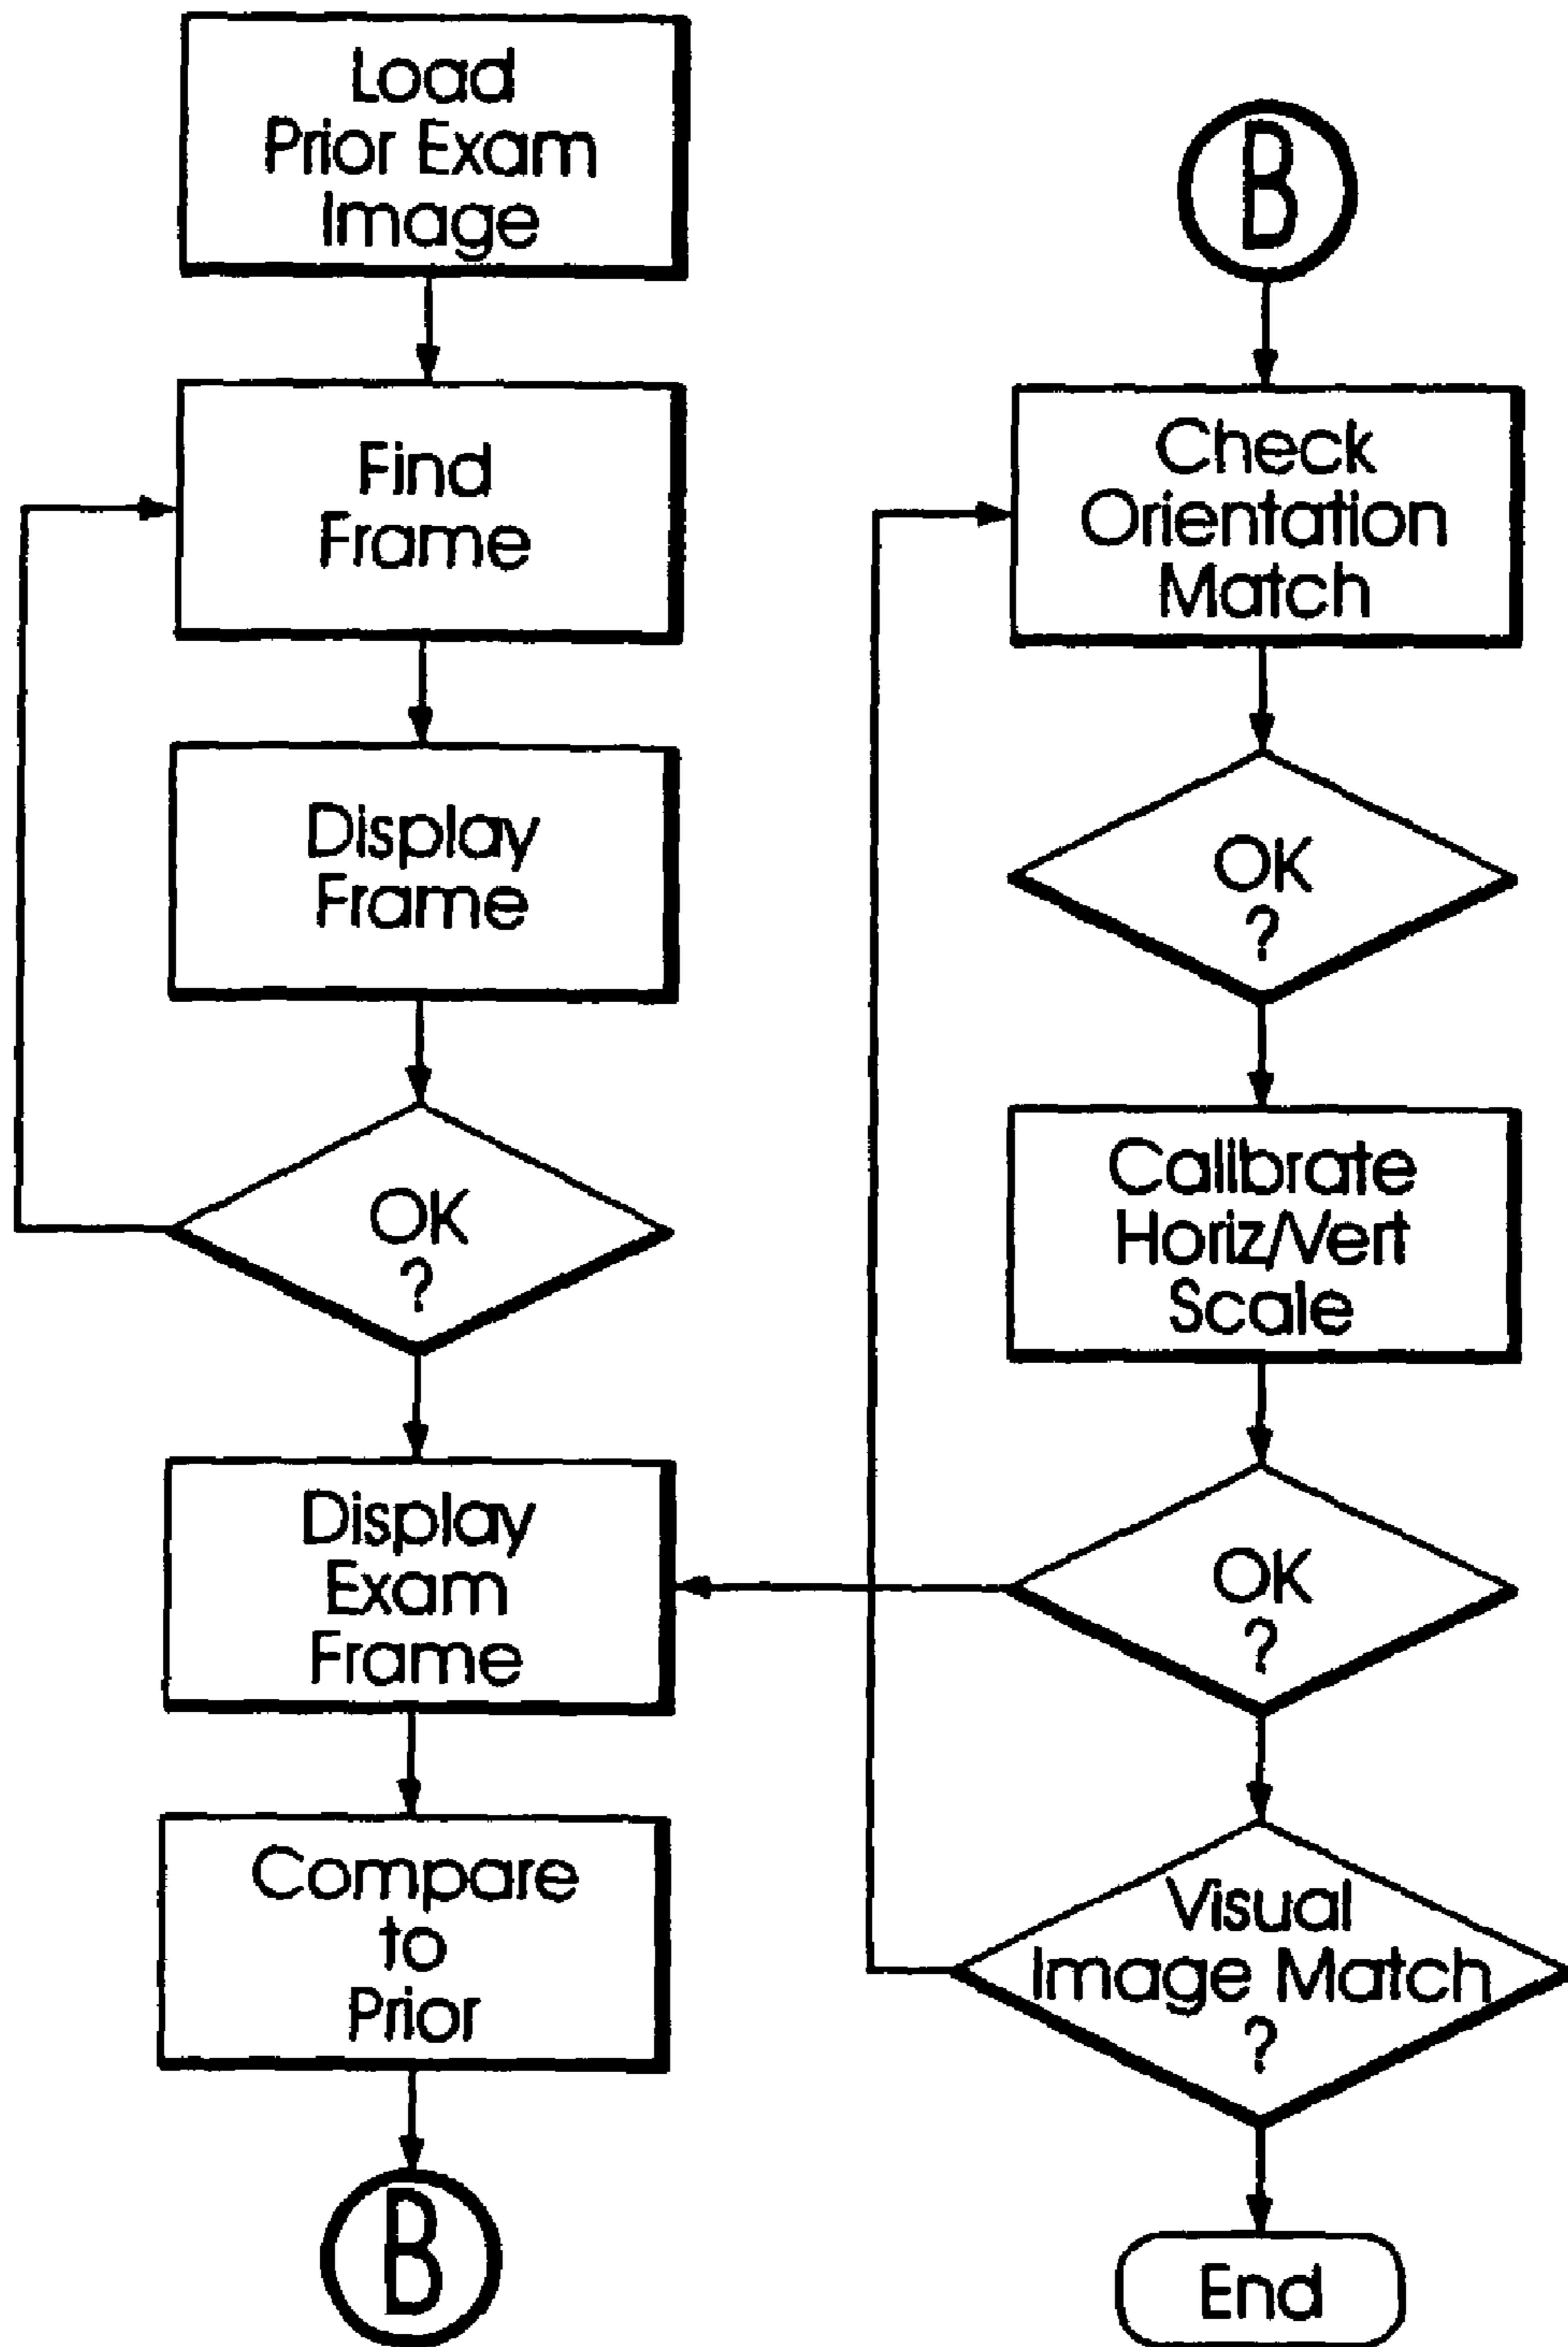 Load
Prior Exam
Image
Find
Frame
Display
Frame
OK
?
Display
Exam
Frame
Compare
to
Prior
B
B
Check
Orientation
Match
OK
?
Calibrate
Horiz/Vert
Scale
OK
?
Visual
Image Match
?
End